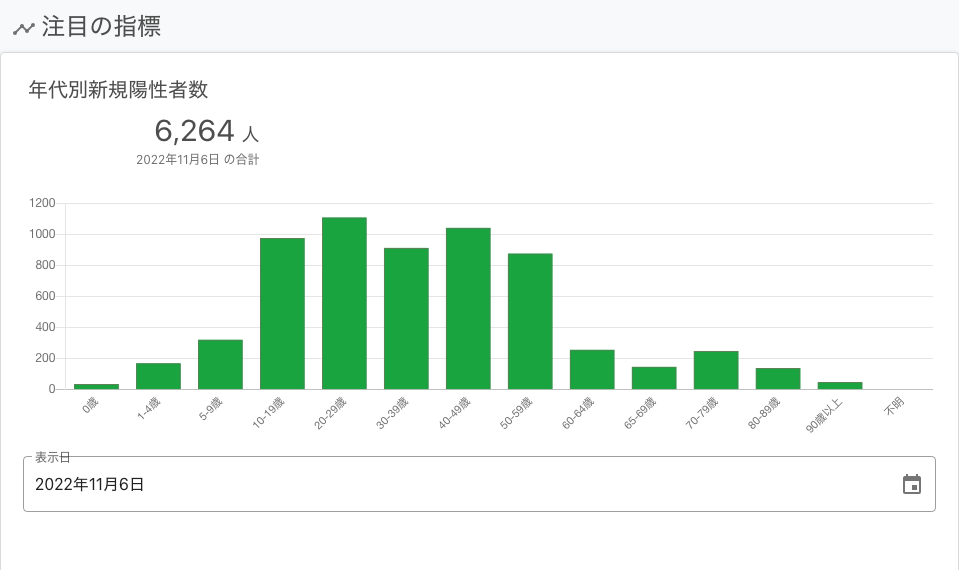 注目の指標
年代別新規陽性者数
6,264 人
2022年11月6日 の合計
1200
1000
800
600
400
200
0
0歳 1-4歳 5-9歳 10-19歳 20-29歳 30-39歳 40-49歳 50-59歳 60-64歳 65-69歳 70-79歳 80-89歳 90歳以上 不明
表示日
2022年11月6日